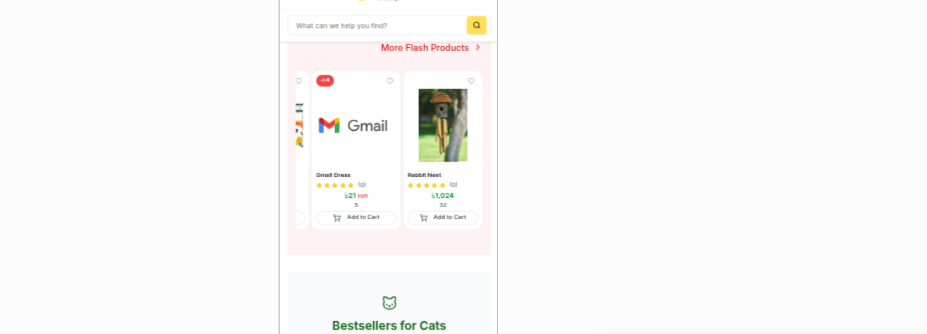 What can we help you find?
More Flash Products
-৳4
Gmail
Gmail Dress
(0)
৳21 ৳25
5
Add to Cart
Rabbit Nest
(0)
৳1,024
32
Add to Cart
Bestsellers for Cats